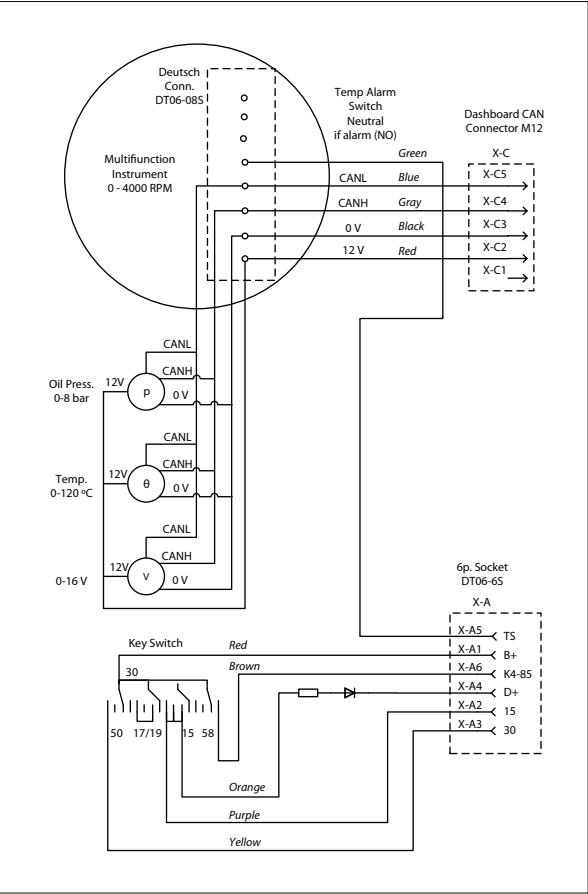 Deutsch
Conn.
DT06-08S
Temp Alarm
Switch
Neutral
if alarm (NO)
Dashboard CAN
Connector M12
X-C
Multifiunction
Instrument
0 - 4000 RPM
Green
CANL Blue X-C5
CANH Gray X-C4
0 V Black X-C3
12 V Red X-C2
X-C1
CANL
CANH
0 V
12V
p
Oil Press.
0-8 bar
CANL
CANH
0 V
12V
θ
Temp.
0-120 ºC
CANL
CANH
0 V
12V
V
0-16 V
6p. Socket
DT06-6S
X-A
X-A5 TS
X-A1 B+
X-A6 K4-85
X-A4 D+
X-A2 15
X-A3 30
Key Switch
Red
Brown
30
50 17/19 15 58
Orange
Purple
Yellow